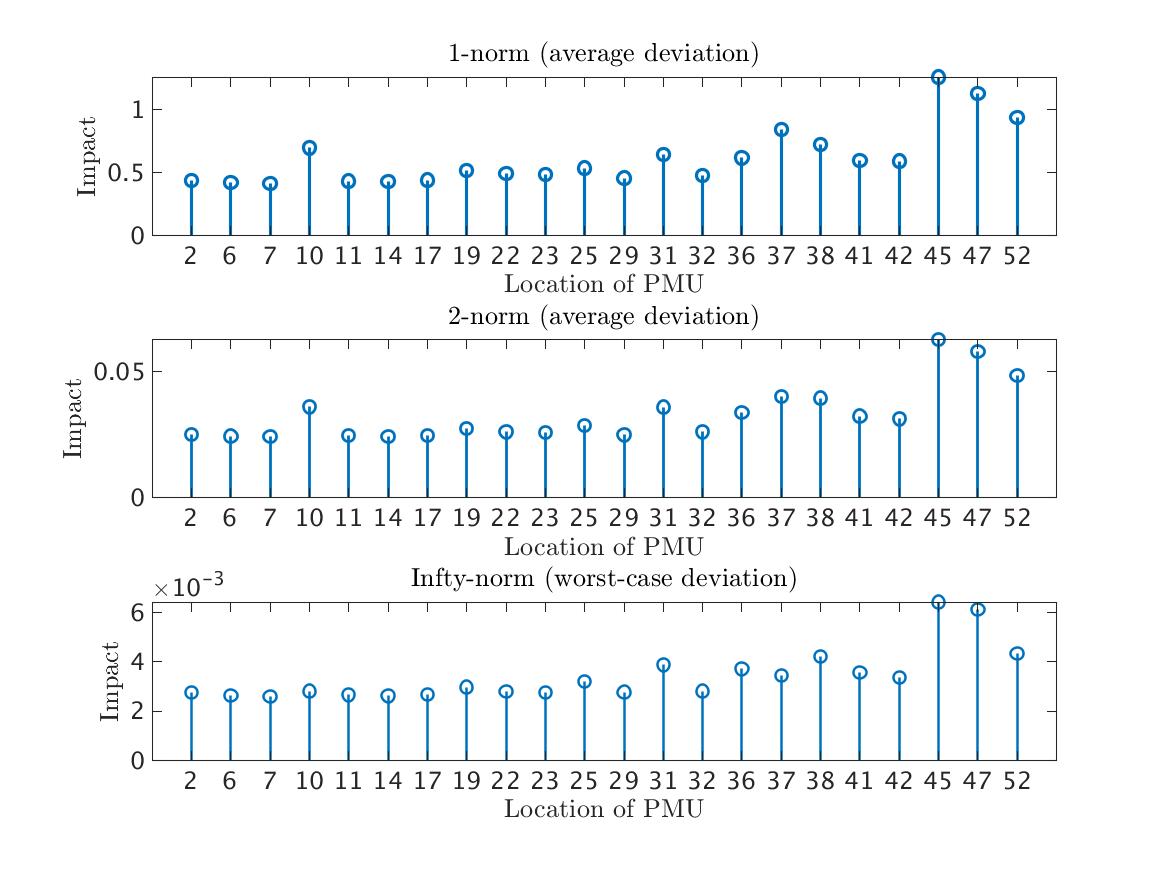 1-norm (average deviation)
1
0.5
0
Impact
2 6 7 10 11 14 17 19 22 23 25 29 31 32 36 37 38 41 42 45 47 52
Location of PMU
2-norm (average deviation)
0.05
0
Impact
2 6 7 10 11 14 17 19 22 23 25 29 31 32 36 37 38 41 42 45 47 52
Location of PMU
Infty-norm (worst-case deviation)
×10⁻³
6
4
2
0
Impact
2 6 7 10 11 14 17 19 22 23 25 29 31 32 36 37 38 41 42 45 47 52
Location of PMU